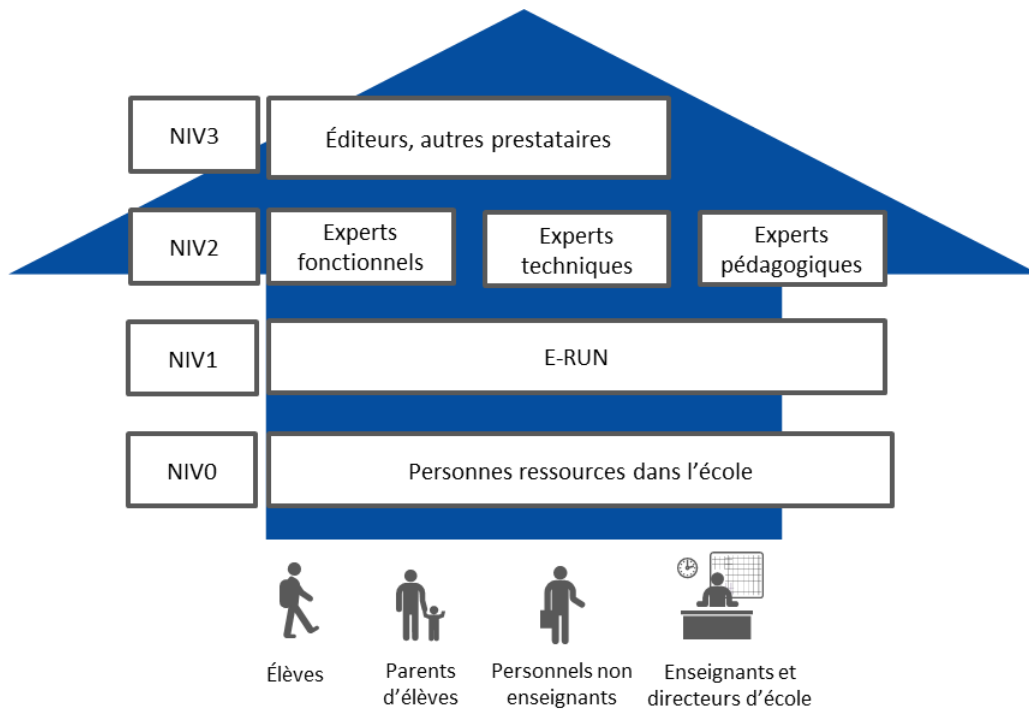 NIV3
Éditeurs, autres prestataires
NIV2
Experts
fonctionnels
Experts
techniques
Experts
pédagogiques
NIV1
E-RUN
NIV0
Personnes ressources dans l’école
Élèves
Parents
d’élèves
Personnels non
enseignants
Enseignants et
directeurs d’école